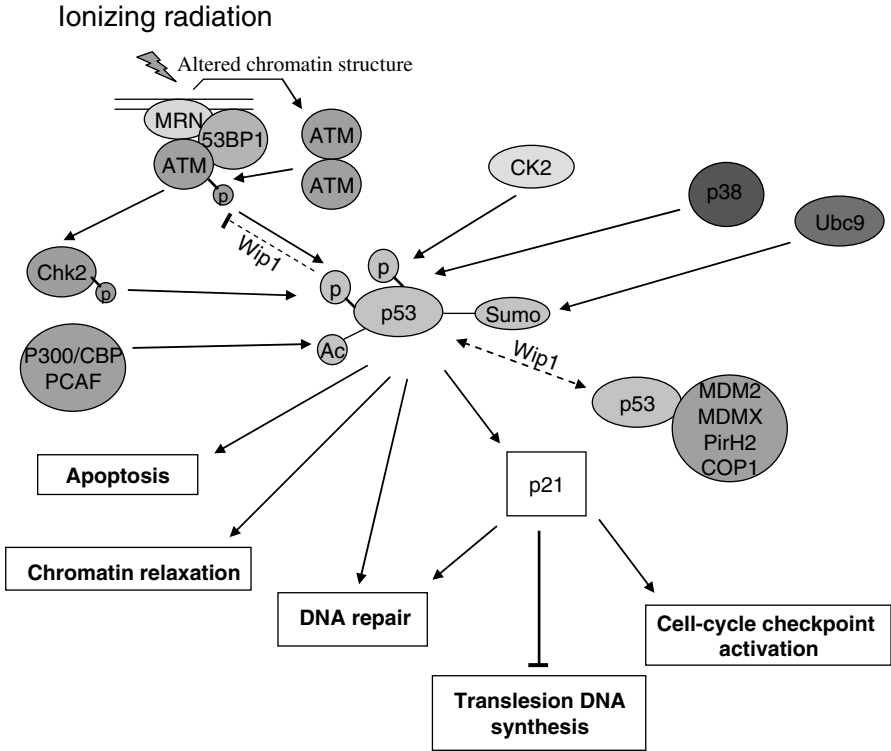 Ionizing radiation
Altered chromatin structure
MRN
53BP1
ATM
p
ATM
ATM
CK2
p38
Ubc9
Wip1
Chk2
p
p
p
p53
Sumo
Ac
P300/CBP
PCAF
Wip1
p53
MDM2
MDMX
PirH2
COP1
Apoptosis
p21
Chromatin relaxation
DNA repair
Cell-cycle checkpoint
activation
Translesion DNA
synthesis